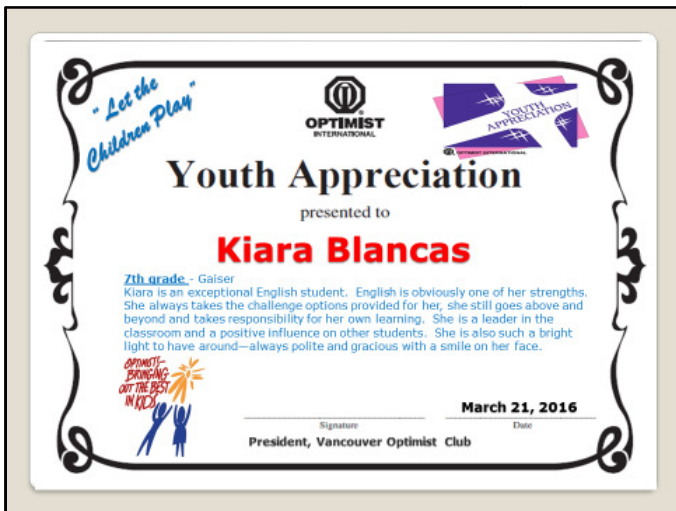 " Let the
Children Play"
OPTIMIST
INTERNATIONAL
YOUTH
APPRECIATION
OPTIMIST INTERNATIONAL
Youth Appreciation
presented to
Kiara Blancas
7th grade - Gaiser
Kiara is an exceptional English student. English is obviously one of her strengths.
She always takes the challenge options provided for her, she still goes above and
beyond and takes responsibility for her own learning. She is a leader in the
classroom and a positive influence on other students. She is also such a bright
light to have around—always polite and gracious with a smile on her face.
OPTIMISTS-
BRINGING
OUT THE BEST
IN KIDS
March 21, 2016
Signature
Date
President, Vancouver Optimist Club